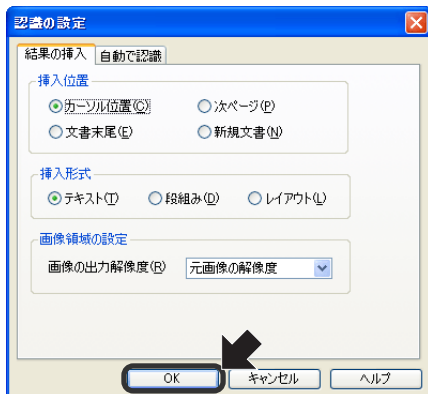 認識の設定
結果の挿入 自動で認識
挿入位置
カーソル位置(C) 次ページ(P)
文書末尾(E) 新規文書(N)
挿入形式
テキスト(T) 段組み(D) レイアウト(L)
画像領域の設定
画像の出力解像度(R) 元画像の解像度
OK キャンセル ヘルプ